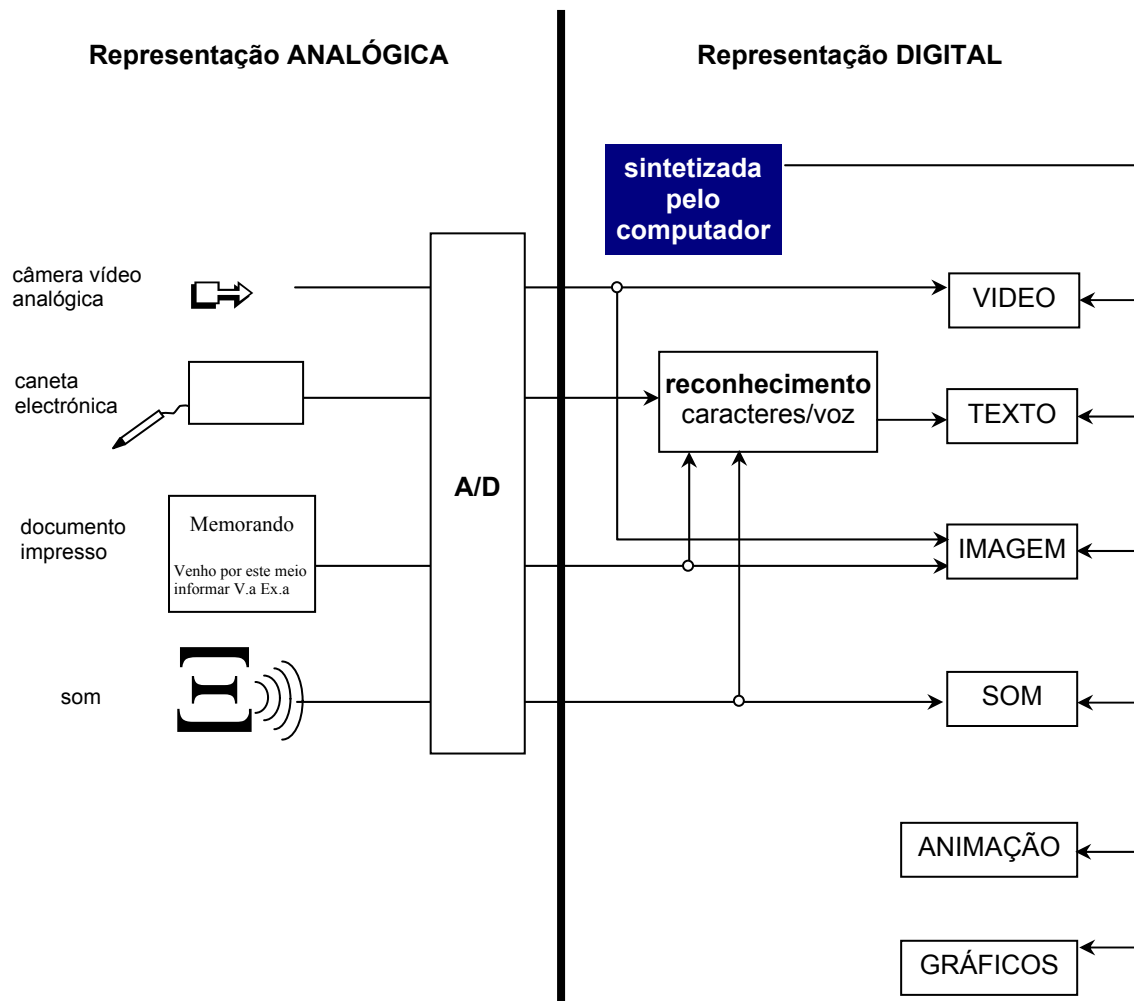 Representação ANALÓGICA
Representação DIGITAL
sintetizada
pelo
computador
câmera vídeo
analógica
VIDEO
caneta
electrónica
reconhecimento
caracteres/voz
TEXTO
A/D
documento
impresso
Memorando
Venho por este meio
informar V.a Ex.a
IMAGEM
som
SOM
ANIMAÇÃO
GRÁFICOS